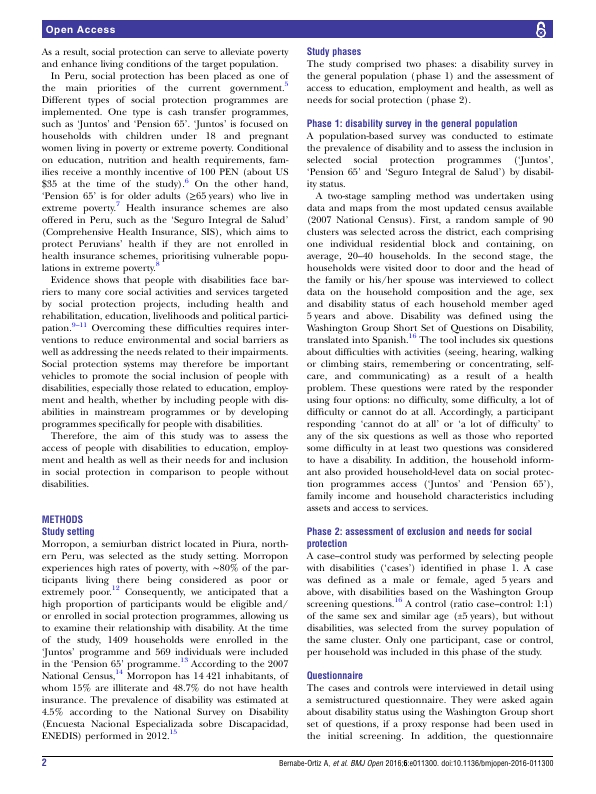 Open Access
As a result, social protection can serve to alleviate poverty
and enhance living conditions of the target population.
In Peru, social protection has been placed as one of
the main priorities of the current government.5
Different types of social protection programmes are
implemented. One type is cash transfer programmes,
such as ‘Juntos’ and ‘Pension 65’. ‘Juntos’ is focused on
households with children under 18 and pregnant
women living in poverty or extreme poverty. Conditional
on education, nutrition and health requirements, fam-
ilies receive a monthly incentive of 100 PEN (about US
$35 at the time of the study).6 On the other hand,
‘Pension 65’ is for older adults (≥65 years) who live in
extreme poverty.7 Health insurance schemes are also
offered in Peru, such as the ‘Seguro Integral de Salud’
(Comprehensive Health Insurance, SIS), which aims to
protect Peruvians’ health if they are not enrolled in
health insurance schemes, prioritising vulnerable popu-
lations in extreme poverty.8
Evidence shows that people with disabilities face bar-
riers to many core social activities and services targeted
by social protection projects, including health and
rehabilitation, education, livelihoods and political partici-
pation.9–11 Overcoming these difficulties requires inter-
ventions to reduce environmental and social barriers as
well as addressing the needs related to their impairments.
Social protection systems may therefore be important
vehicles to promote the social inclusion of people with
disabilities, especially those related to education, employ-
ment and health, whether by including people with dis-
abilities in mainstream programmes or by developing
programmes specifically for people with disabilities.
Therefore, the aim of this study was to assess the
access of people with disabilities to education, employ-
ment and health as well as their needs for and inclusion
in social protection in comparison to people without
disabilities.
METHODS
Study setting
Morropon, a semiurban district located in Piura, north-
ern Peru, was selected as the study setting. Morropon
experiences high rates of poverty, with ~80% of the par-
ticipants living there being considered as poor or
extremely poor.12 Consequently, we anticipated that a
high proportion of participants would be eligible and/
or enrolled in social protection programmes, allowing us
to examine their relationship with disability. At the time
of the study, 1409 households were enrolled in the
‘Juntos’ programme and 569 individuals were included
in the ‘Pension 65’ programme.13 According to the 2007
National Census,14 Morropon has 14 421 inhabitants, of
whom 15% are illiterate and 48.7% do not have health
insurance. The prevalence of disability was estimated at
4.5% according to the National Survey on Disability
(Encuesta Nacional Especializada sobre Discapacidad,
ENEDIS) performed in 2012.15
Study phases
The study comprised two phases: a disability survey in
the general population (phase 1) and the assessment of
access to education, employment and health, as well as
needs for social protection (phase 2).
Phase 1: disability survey in the general population
A population-based survey was conducted to estimate
the prevalence of disability and to assess the inclusion in
selected social protection programmes (‘Juntos’,
‘Pension 65’ and ‘Seguro Integral de Salud’) by disabil-
ity status.
A two-stage sampling method was undertaken using
data and maps from the most updated census available
(2007 National Census). First, a random sample of 90
clusters was selected across the district, each comprising
one individual residential block and containing, on
average, 20–40 households. In the second stage, the
households were visited door to door and the head of
the family or his/her spouse was interviewed to collect
data on the household composition and the age, sex
and disability status of each household member aged
5 years and above. Disability was defined using the
Washington Group Short Set of Questions on Disability,
translated into Spanish.16 The tool includes six questions
about difficulties with activities (seeing, hearing, walking
or climbing stairs, remembering or concentrating, self-
care, and communicating) as a result of a health
problem. These questions were rated by the responder
using four options: no difficulty, some difficulty, a lot of
difficulty or cannot do at all. Accordingly, a participant
responding ‘cannot do at all’ or ‘a lot of difficulty’ to
any of the six questions as well as those who reported
some difficulty in at least two questions was considered
to have a disability. In addition, the household inform-
ant also provided household-level data on social protec-
tion programmes access (‘Juntos’ and ‘Pension 65’),
family income and household characteristics including
assets and access to services.
Phase 2: assessment of exclusion and needs for social
protection
A case–control study was performed by selecting people
with disabilities (‘cases’) identified in phase 1. A case
was defined as a male or female, aged 5 years and
above, with disabilities based on the Washington Group
screening questions.16 A control (ratio case–control: 1:1)
of the same sex and similar age (±5 years), but without
disabilities, was selected from the survey population of
the same cluster. Only one participant, case or control,
per household was included in this phase of the study.
Questionnaire
The cases and controls were interviewed in detail using
a semistructured questionnaire. They were asked again
about disability status using the Washington Group short
set of questions, if a proxy response had been used in
the initial screening. In addition, the questionnaire
2
Bernabe-Ortiz A, et al. BMJ Open 2016;6:e011300. doi:10.1136/bmjopen-2016-011300